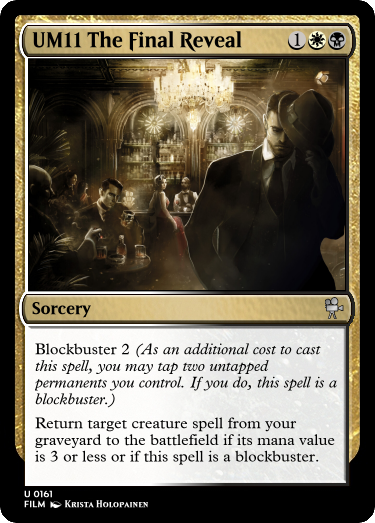 UM11 The Final Reveal
1
Sorcery
Blockbuster 2 (As an additional cost to cast
this spell, you may tap two untapped
permanents you control. If you do, this spell is a
blockbuster.)
Return target creature spell from your
graveyard to the battlefield if its mana value
is 3 or less or if this spell is a blockbuster.
U 0161
FILM Krista Holopainen